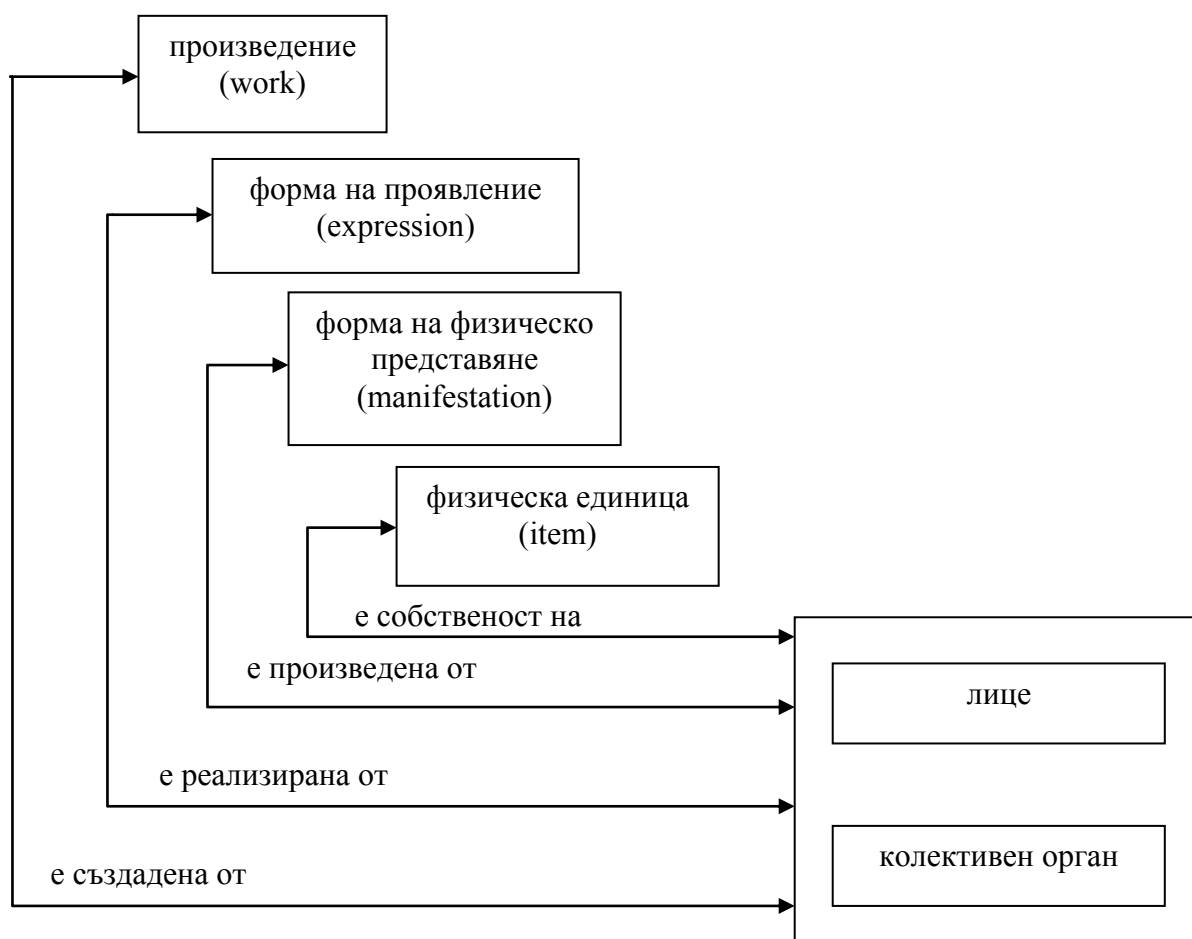 произведение
(work)
форма на проявление
(expression)
форма на физическо
представяне
(manifestation)
физическа единица
(item)
е собственост на
е произведена от
лице
е реализирана от
колективен орган
е създадена от